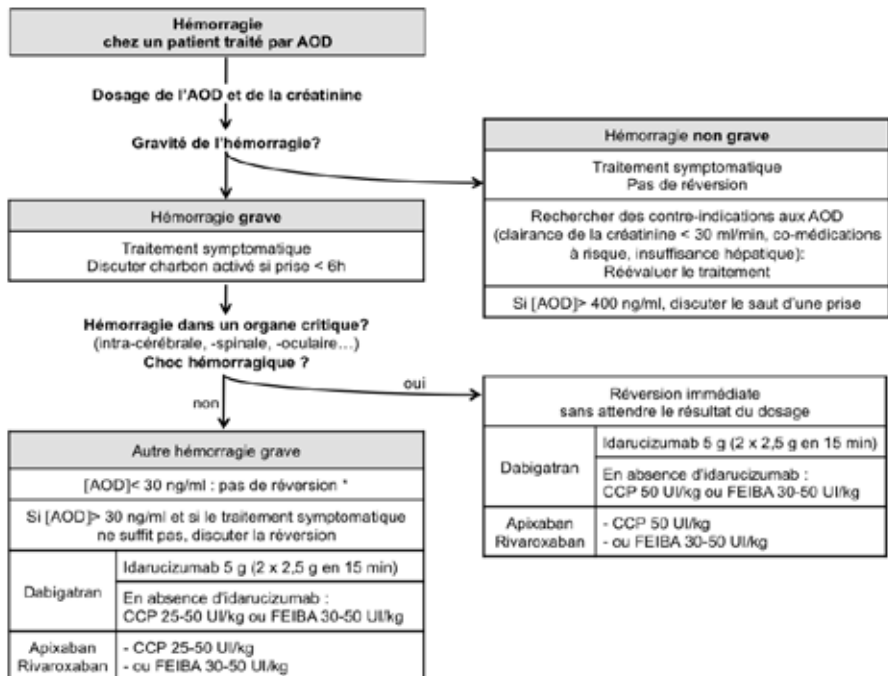 Hémorragie
chez un patient traité par AOD
Dosage de l'AOD et de la créatinine
Gravité de l'hémorragie?
Hémorragie non grave
Traitement symptomatique
Pas de réversion
Rechercher des contre-indications aux AOD
(clairance de la créatinine < 30 ml/min, co-médications
à risque, insuffisance hépatique):
Réévaluer le traitement
Si [AOD]> 400 ng/ml, discuter le saut d'une prise
Hémorragie grave
Traitement symptomatique
Discuter charbon activé si prise < 6h
Hémorragie dans un organe critique?
(intra-cérébrale, -spinale, -oculaire…)
Choc hémorragique ?
oui
non
Réversion immédiate
sans attendre le résultat du dosage
Dabigatran
Idarucizumab 5 g (2 x 2,5 g en 15 min)
En absence d'idarucizumab :
CCP 50 UI/kg ou FEIBA 30-50 UI/kg
Apixaban
Rivaroxaban
- CCP 50 UI/kg
- ou FEIBA 30-50 UI/kg
Autre hémorragie grave
[AOD]< 30 ng/ml : pas de réversion *
Si [AOD]> 30 ng/ml et si le traitement symptomatique
ne suffit pas, discuter la réversion
Dabigatran
Idarucizumab 5 g (2 x 2,5 g en 15 min)
En absence d'idarucizumab :
CCP 25-50 UI/kg ou FEIBA 30-50 UI/kg
Apixaban
Rivaroxaban
- CCP 25-50 UI/kg
- ou FEIBA 30-50 UI/kg